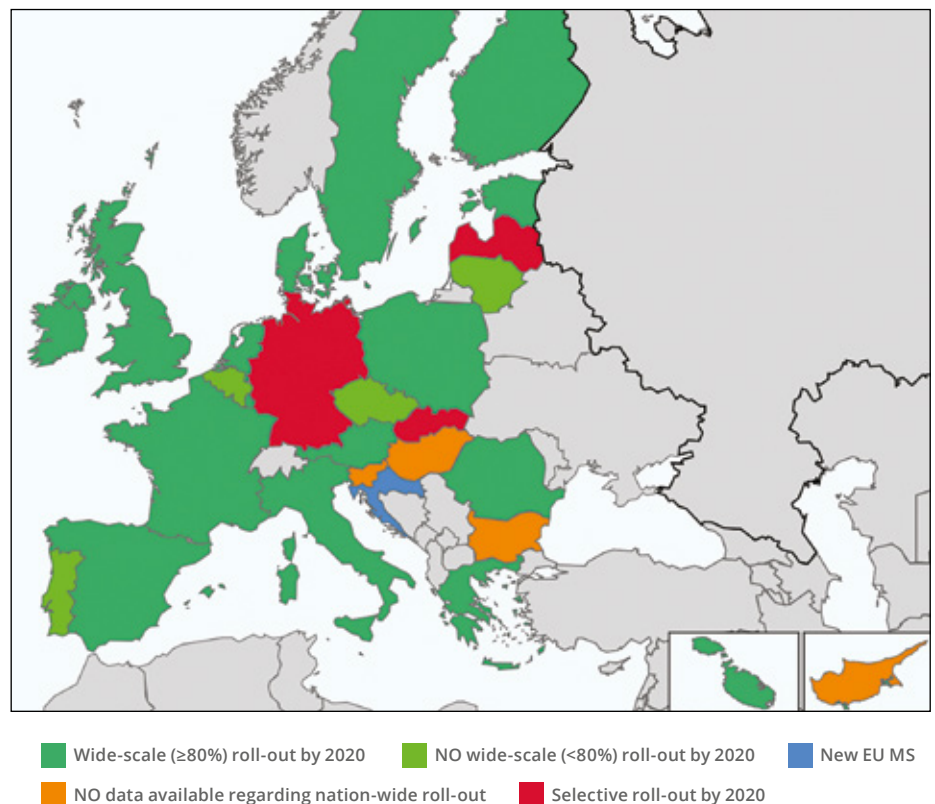 Wide-scale (≥80%) roll-out by 2020
NO wide-scale (<80%) roll-out by 2020
New EU MS
NO data available regarding nation-wide roll-out
Selective roll-out by 2020